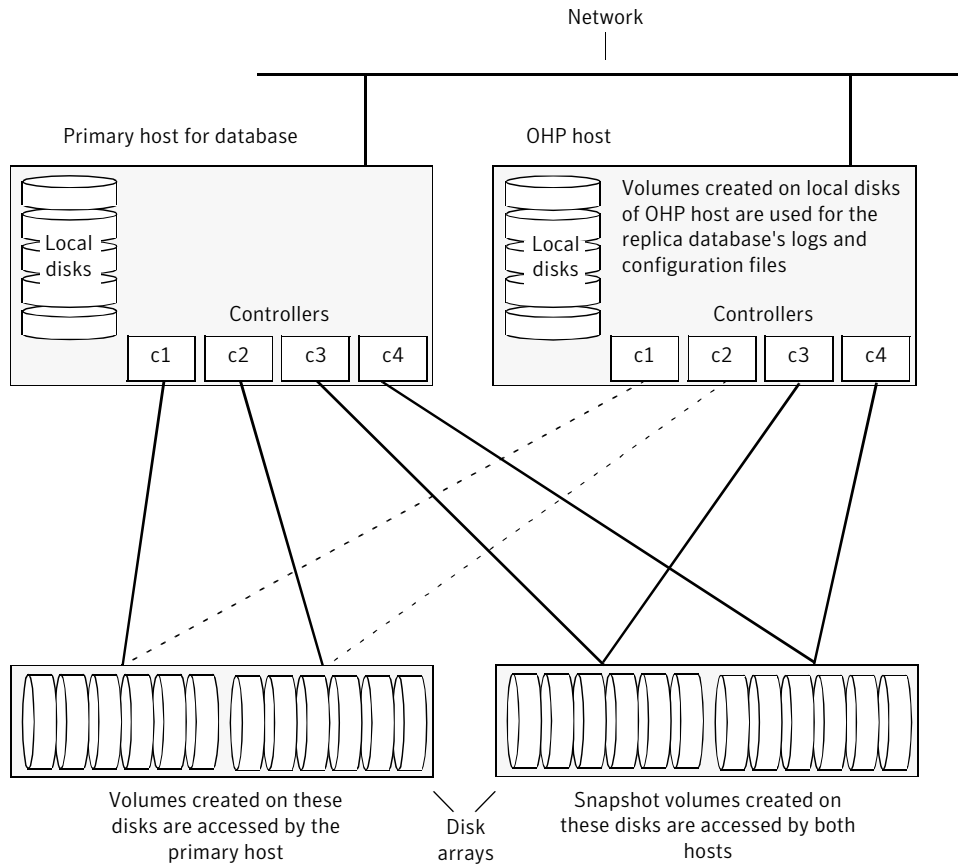 Network
Primary host for database
OHP host
Local
disks
Controllers
c1 c2 c3 c4
Local
disks
Volumes created on local disks
of OHP host are used for the
replica database's logs and
configuration files
Controllers
c1 c2 c3 c4
Volumes created on these
disks are accessed by the
primary host
Disk
arrays
Snapshot volumes created on
these disks are accessed by both
hosts